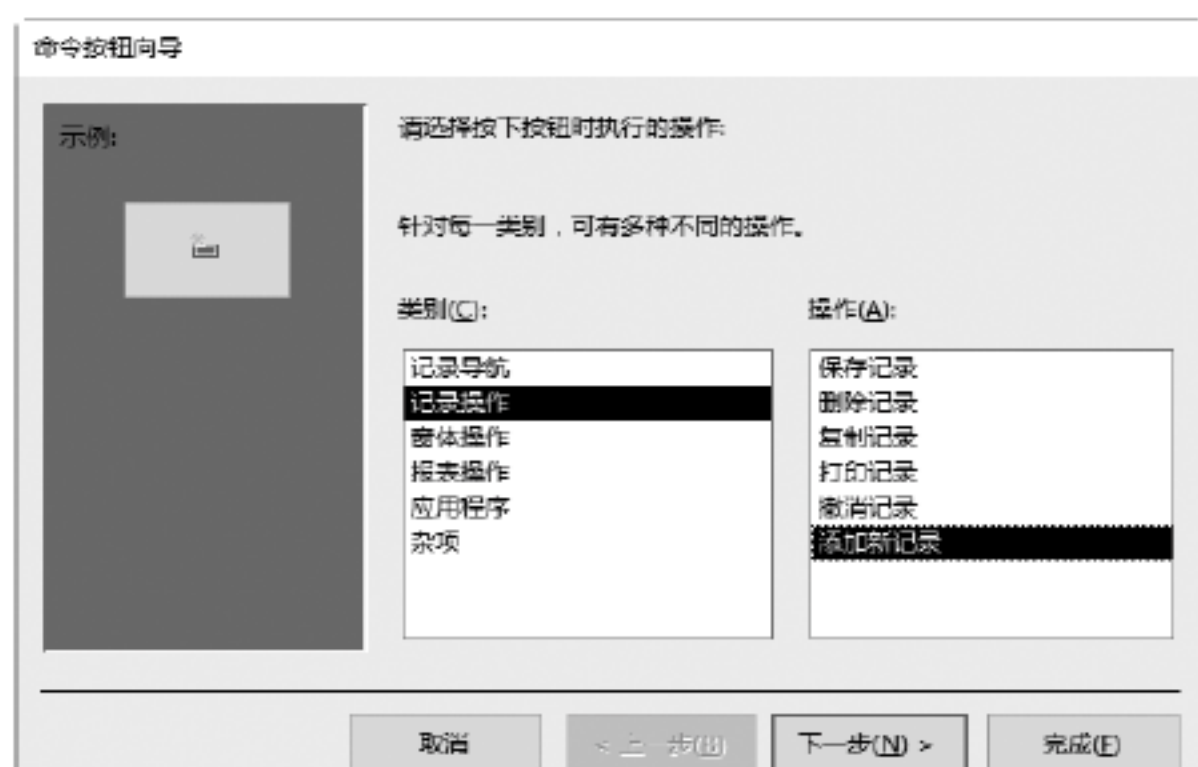 命令按钮向导
示例:
请选择按下按钮时执行的操作:
针对每一类别，可有多种不同的操作。
类别(C):
操作(A):
记录导航
记录操作
窗体操作
报表操作
应用程序
杂项
保存记录
删除记录
复制记录
打印记录
撤消记录
添加新记录
取消
< 上一步(B)
下一步(N) >
完成(F)